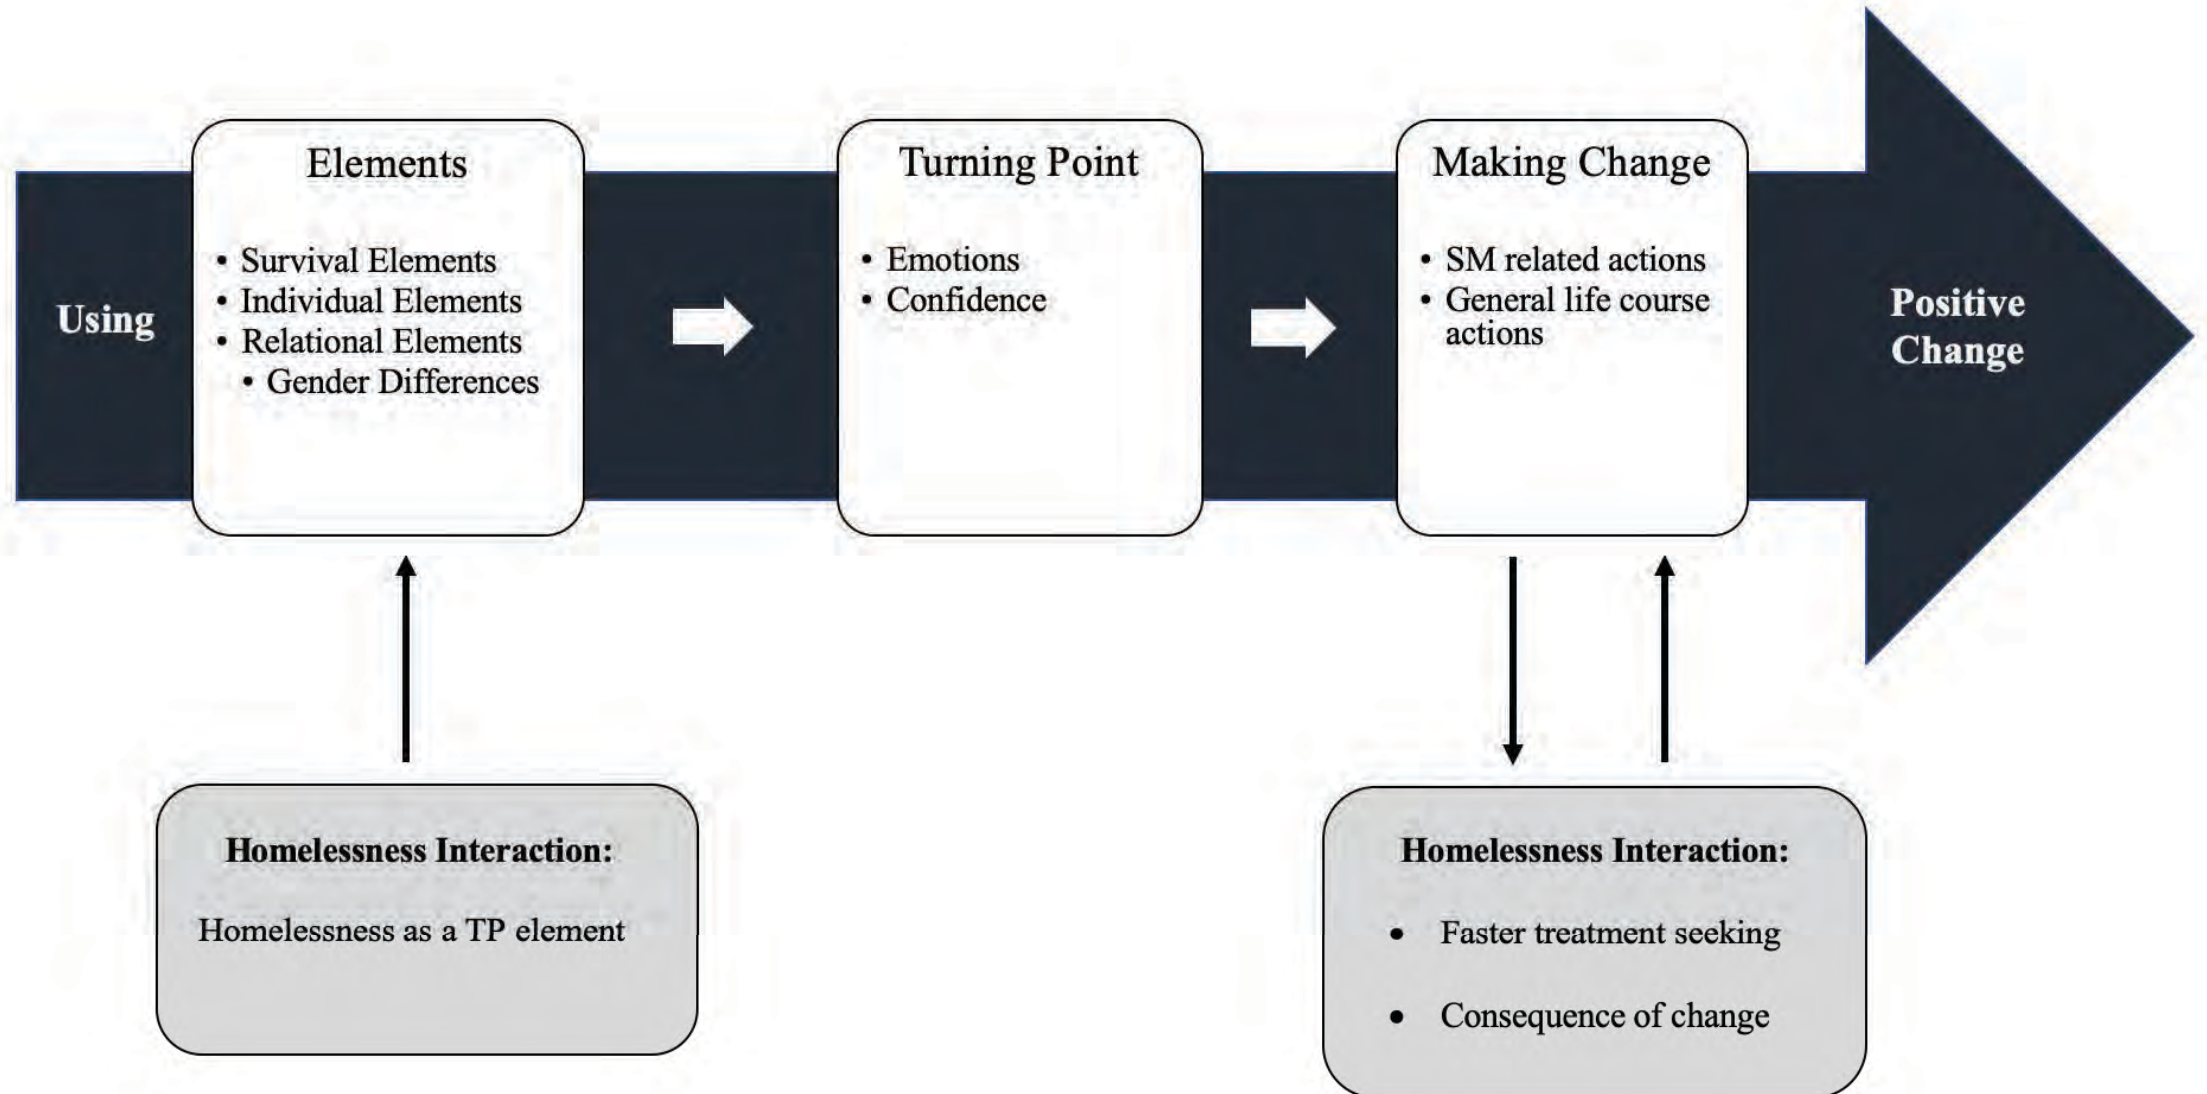 Using
Elements
• Survival Elements
• Individual Elements
• Relational Elements
• Gender Differences
Turning Point
• Emotions
• Confidence
Making Change
• SM related actions
• General life course
actions
Positive
Change
Homelessness Interaction:
Homelessness as a TP element
Homelessness Interaction:
• Faster treatment seeking
• Consequence of change